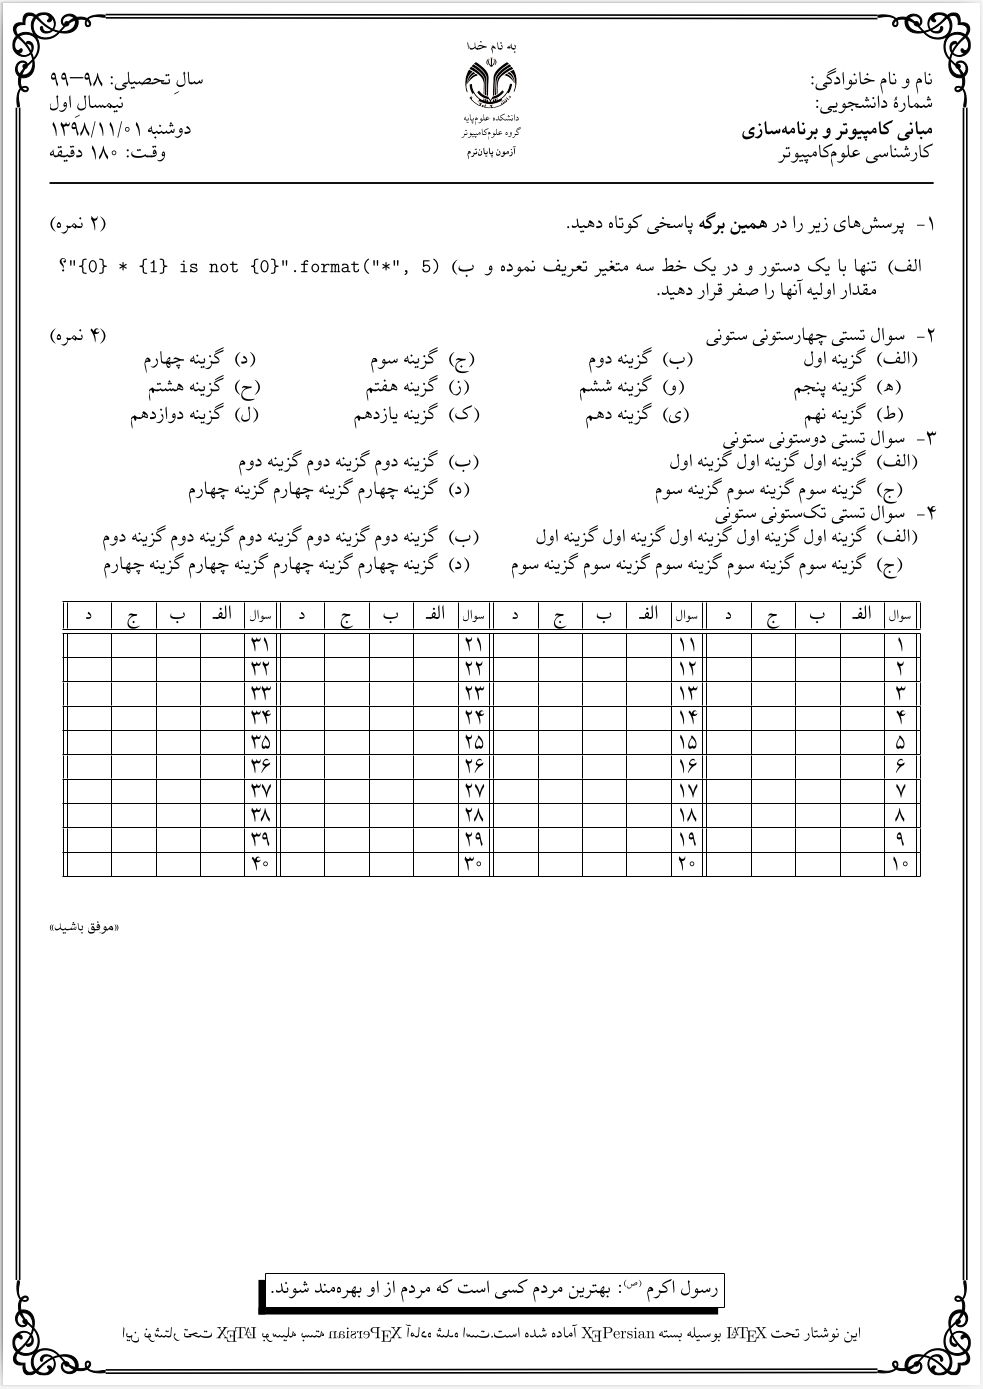 به نام خدا
نام و نام خانوادگی:
شمارهٔ دانشجویی:
مبانی کامپیوتر و برنامه‌سازی
کارشناسی علوم‌کامپیوتر
دانشکده علوم‌پایه
گروه علوم‌کامپیوتر
آزمون پایان‌ترم
سالِ تحصیلی: ۹۸–۹۹
نیمسالِ اول
دوشنبه ۱۳۹۸/۱۱/۰۱
وقت: ۱۸۰ دقیقه
۱- پرسش‌های زیر را در همین برگه پاسخی کوتاه دهید. (۲ نمره)
الف) تنها با یک دستور و در یک خط سه متغیر تعریف نموده و
مقدار اولیه آنها را صفر قرار دهید.
ب) "{0} * {1} is not {0}".format("*", 5)؟
۲- سوال تستی چهارستونی ستونی (۴ نمره)
(الف) گزینه اول (ب) گزینه دوم (ج) گزینه سوم (د) گزینه چهارم
(ه) گزینه پنجم (و) گزینه ششم (ز) گزینه هفتم (ح) گزینه هشتم
(ط) گزینه نهم (ی) گزینه دهم (ک) گزینه یازدهم (ل) گزینه دوازدهم
۳- سوال تستی دوستونی ستونی
(الف) گزینه اول گزینه اول گزینه اول (ب) گزینه دوم گزینه دوم گزینه دوم
(ج) گزینه سوم گزینه سوم گزینه سوم (د) گزینه چهارم گزینه چهارم گزینه چهارم
۴- سوال تستی تک‌ستونی ستونی
(الف) گزینه اول گزینه اول گزینه اول گزینه اول گزینه اول (ب) گزینه دوم گزینه دوم گزینه دوم گزینه دوم گزینه دوم
(ج) گزینه سوم گزینه سوم گزینه سوم گزینه سوم گزینه سوم (د) گزینه چهارم گزینه چهارم گزینه چهارم گزینه چهارم
سوال الف ب ج د سوال الف ب ج د سوال الف ب ج د سوال الف ب ج د
۱ ۱۱ ۲۱ ۳۱
۲ ۱۲ ۲۲ ۳۲
۳ ۱۳ ۲۳ ۳۳
۴ ۱۴ ۲۴ ۳۴
۵ ۱۵ ۲۵ ۳۵
۶ ۱۶ ۲۶ ۳۶
۷ ۱۷ ۲۷ ۳۷
۸ ۱۸ ۲۸ ۳۸
۹ ۱۹ ۲۹ ۳۹
۱۰ ۲۰ ۳۰ ۴۰
«موفق باشید»
رسول اکرم (ص): بهترین مردم کسی است که مردم از او بهره‌مند شوند.
این نوشتار تحت XƎLATEX بوسیله بسته XƎPersian آماده شده است.این نوشتار تحت XƎLATEX بوسیله بسته XƎPersian آماده شده است.